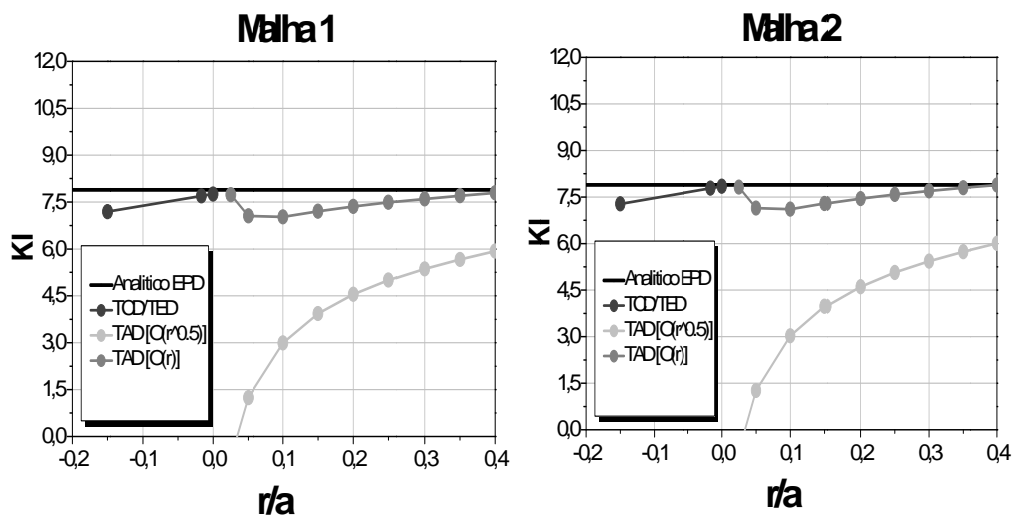 Malha 1
12,0
10,5
9,0
7,5
6,0
4,5
3,0
1,5
0,0
KI
Analitico EPD
TCD/TED
TAD [O(r^0.5)]
TAD [O(r)]
-0,2 -0,1 0,0 0,1 0,2 0,3 0,4
r/a
Malha 2
12,0
10,5
9,0
7,5
6,0
4,5
3,0
1,5
0,0
KI
Analitico EPD
TCD/TED
TAD [O(r^0.5)]
TAD [O(r)]
-0,2 -0,1 0,0 0,1 0,2 0,3 0,4
r/a